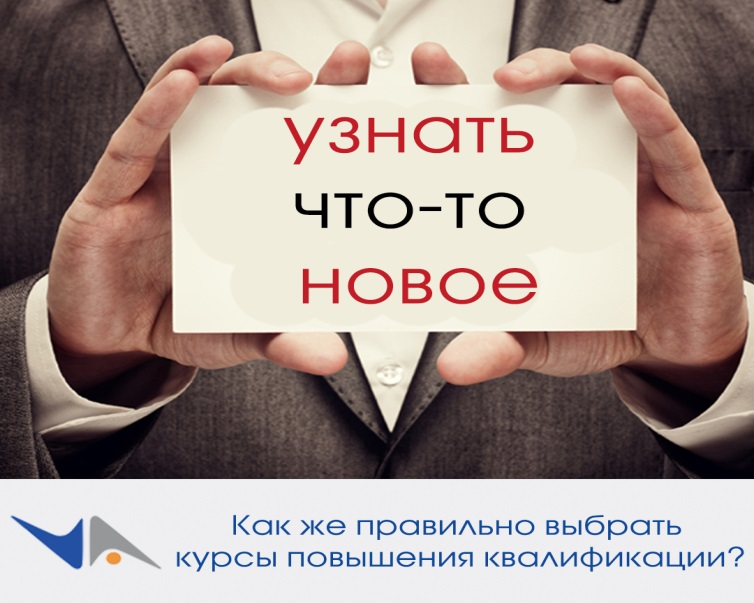 узнать
что-то
новое
Как же правильно выбрать
курсы повышения квалификации?